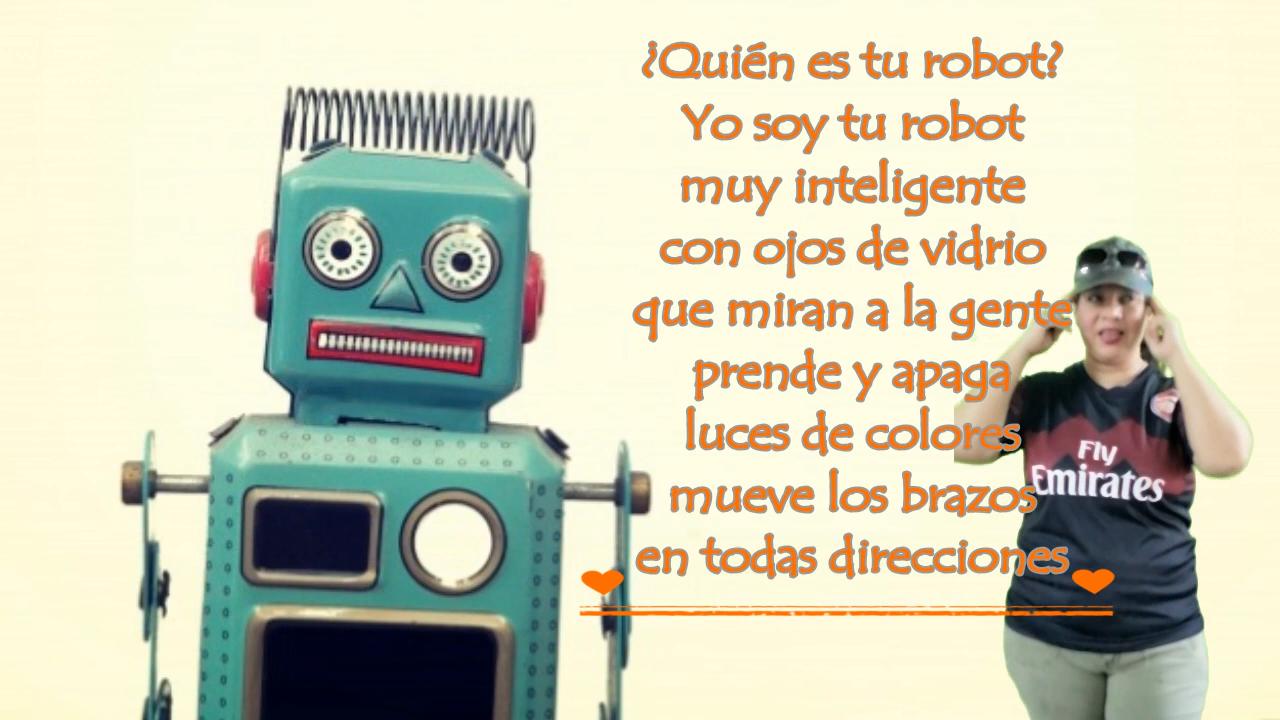 ¿Quién es tu robot?
Yo soy tu robot
muy inteligente
con ojos de vidrio
que miran a la gente
prende y apaga
luces de colores
mueve los brazos
en todas direcciones
Fly
Emirates